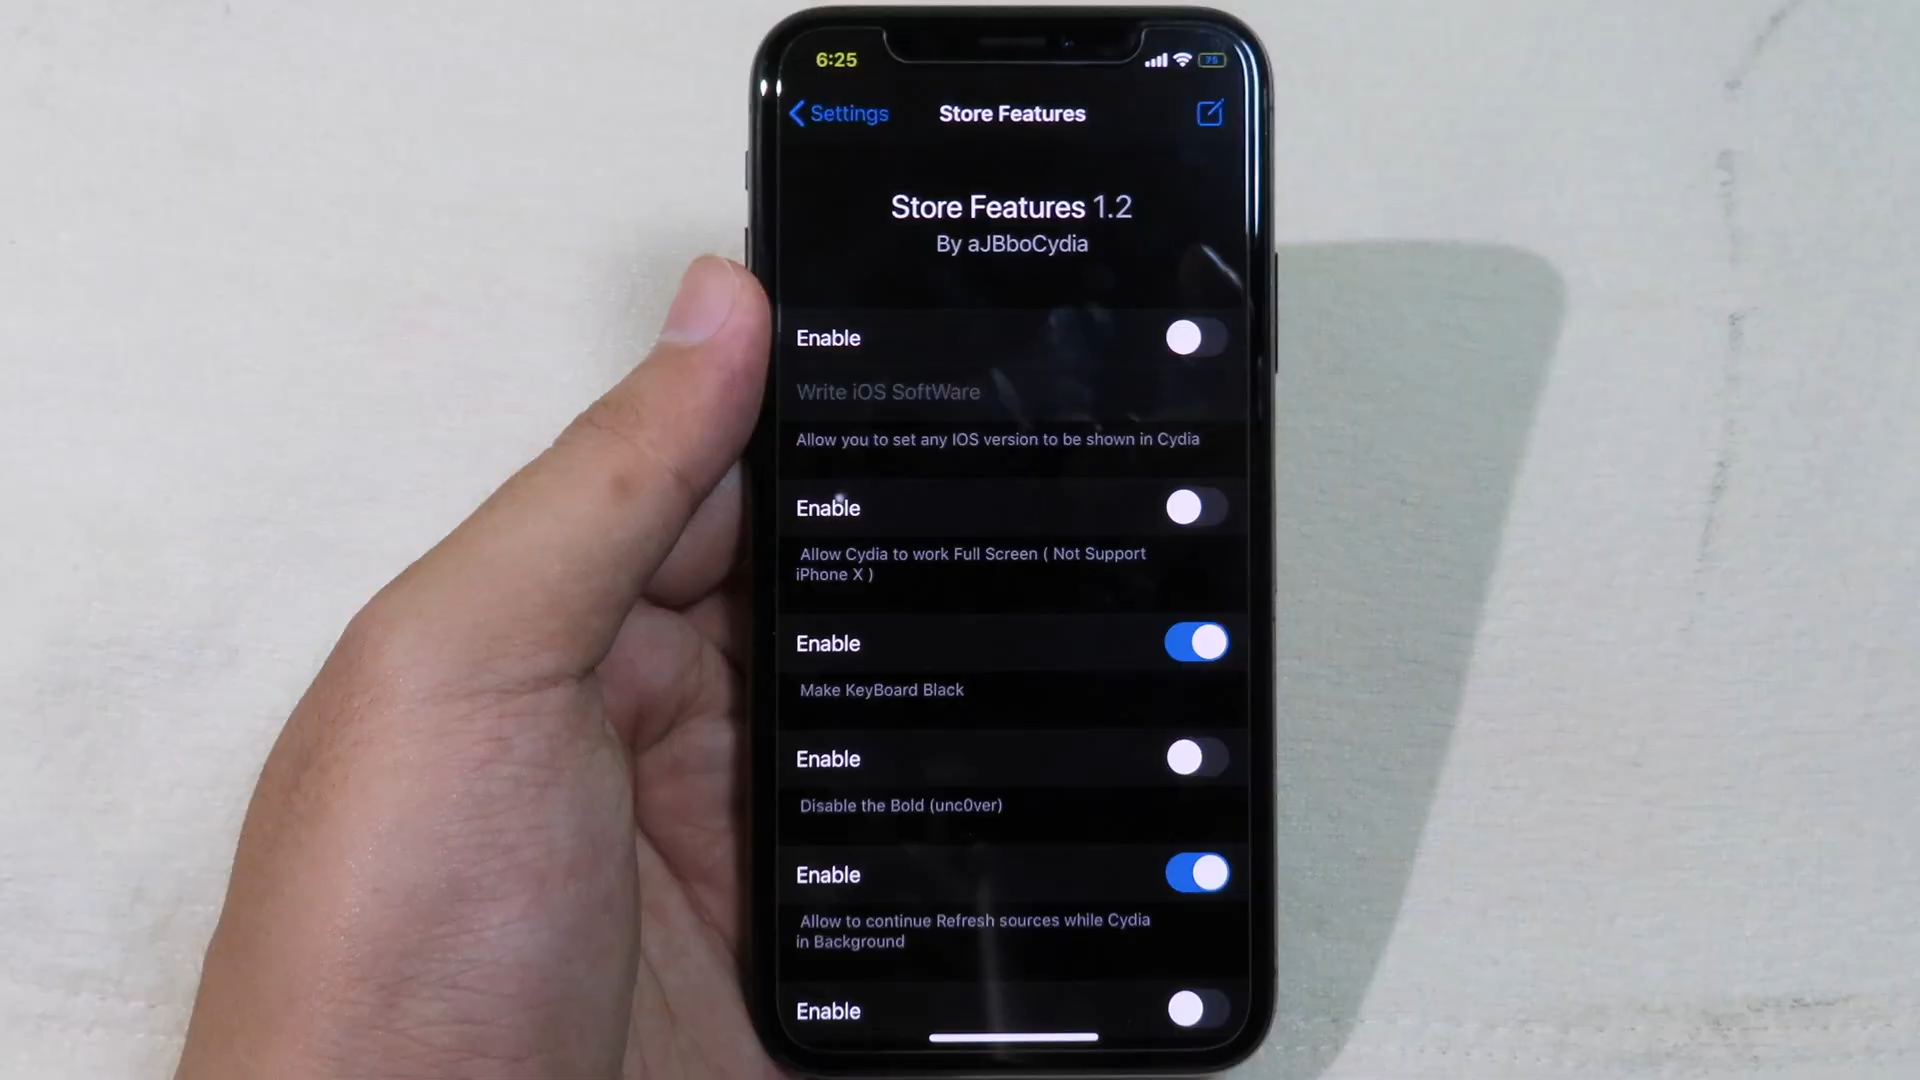 6:25
75
Settings
Store Features
Store Features 1.2
By aJBboCydia
Enable
Write iOS SoftWare
Allow you to set any IOS version to be shown in Cydia
Enable
Allow Cydia to work Full Screen ( Not Support
iPhone X )
Enable
Make KeyBoard Black
Enable
Disable the Bold (unc0ver)
Enable
Allow to continue Refresh sources while Cydia
in Background
Enable